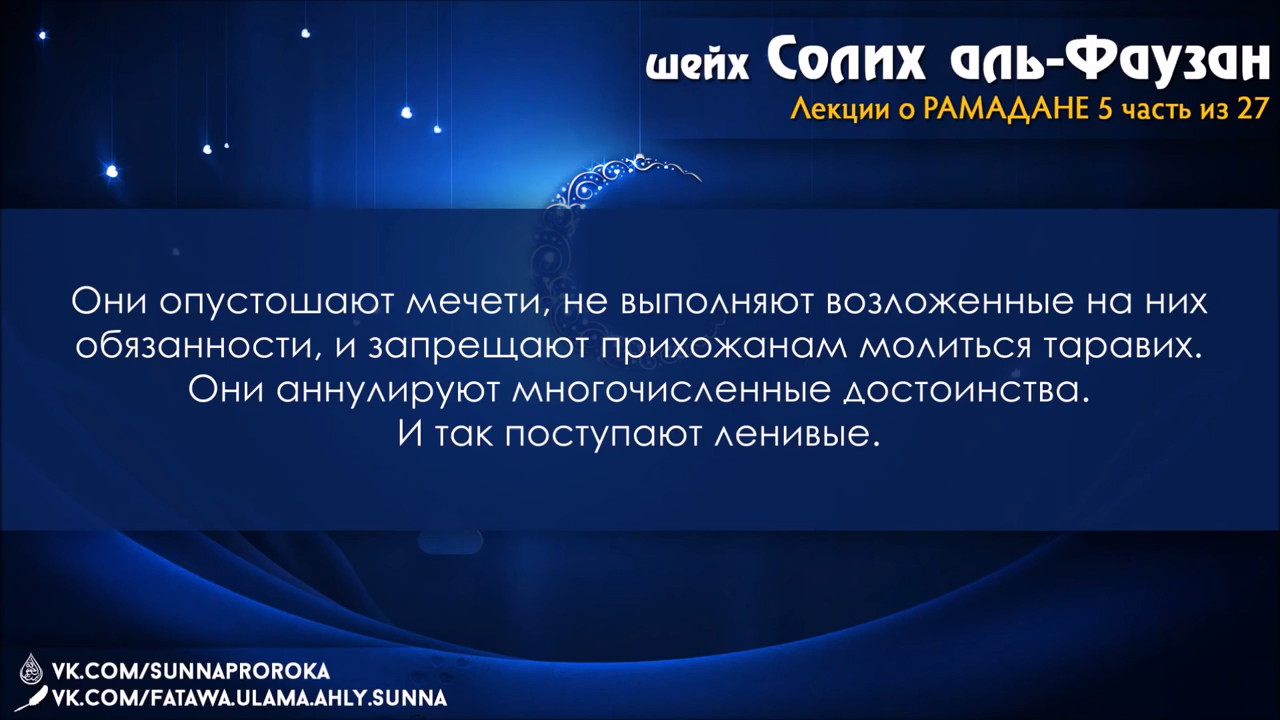 шейх Солих аль-Фаузан
Лекции о РАМАДАНЕ 5 часть из 27
Они опустошают мечети, не выполняют возложенные на них
обязанности, и запрещают прихожанам молиться таравих.
Они аннулируют многочисленные достоинства.
И так поступают ленивые.
VK.COM/SUNNAPROROKA
VK.COM/FATAWA.ULAMA.AHLY.SUNNA